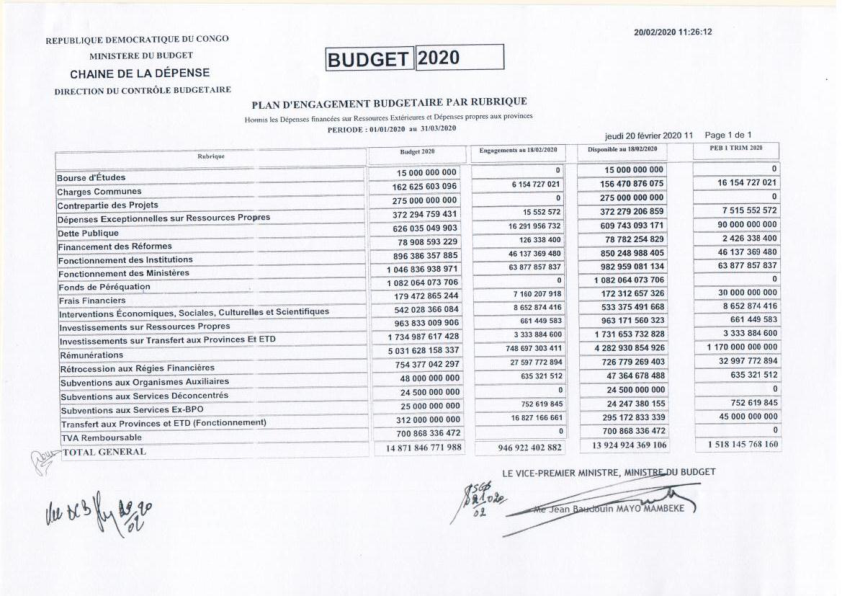 20/02/2020 11:26:12
REPUBLIQUE DEMOCRATIQUE DU CONGO
MINISTERE DU BUDGET
CHAINE DE LA DÉPENSE
DIRECTION DU CONTRÔLE BUDGETAIRE
BUDGET 2020
PLAN D'ENGAGEMENT BUDGETAIRE PAR RUBRIQUE
Hormis les Dépenses financées sur Ressources Extérieures et Dépenses propres aux provinces
PERIODE : 01/01/2020 au 31/03/2020
jeudi 20 février 2020 11 Page 1 de 1
Rubrique Budget 2020 Engagements au 18/02/2020 Disponible au 18/02/2020 PEB 1 TRIM 2020
Bourse d'Études 15 000 000 000 0 15 000 000 000 0
Charges Communes 162 625 603 096 6 154 727 021 156 470 876 075 16 154 727 021
Contrepartie des Projets 275 000 000 000 0 275 000 000 000 0
Dépenses Exceptionnelles sur Ressources Propres 372 294 759 431 15 552 572 372 279 206 859 7 515 552 572
Dette Publique 626 035 049 903 16 291 956 732 609 743 093 171 90 000 000 000
Financement des Réformes 78 908 593 229 126 338 400 78 782 254 829 2 426 338 400
Fonctionnement des Institutions 896 386 357 885 46 137 369 480 850 248 988 405 46 137 369 480
Fonctionnement des Ministères 1 046 836 938 971 63 877 857 837 982 959 081 134 63 877 857 837
Fonds de Péréquation 1 082 064 073 706 0 1 082 064 073 706 0
Frais Financiers 179 472 865 244 7 160 207 918 172 312 657 326 30 000 000 000
Interventions Économiques, Sociales, Culturelles et Scientifiques 542 028 366 084 8 652 874 416 533 375 491 668 8 652 874 416
Investissements sur Ressources Propres 963 833 009 906 661 449 583 963 171 560 323 661 449 583
Investissements sur Transfert aux Provinces Et ETD 1 734 987 617 428 3 333 884 600 1 731 653 732 828 3 333 884 600
Rémunérations 5 031 628 158 337 748 697 303 411 4 282 930 854 926 1 170 000 000 000
Rétrocession aux Régies Financières 754 377 042 297 27 597 772 894 726 779 269 403 32 997 772 894
Subventions aux Organismes Auxiliaires 48 000 000 000 635 321 512 47 364 678 488 635 321 512
Subventions aux Services Déconcentrés 24 500 000 000 0 24 500 000 000 0
Subventions aux Services Ex-BPO 25 000 000 000 752 619 845 24 247 380 155 752 619 845
Transfert aux Provinces et ETD (Fonctionnement) 312 000 000 000 16 827 166 661 295 172 833 339 45 000 000 000
TVA Remboursable 700 868 336 472 0 700 868 336 472 0
TOTAL GENERAL 14 871 846 771 988 946 922 402 882 13 924 924 369 106 1 518 145 768 160
LE VICE-PREMIER MINISTRE, MINISTRE DU BUDGET
Me Jean Baudouin MAYO MAMBEKE